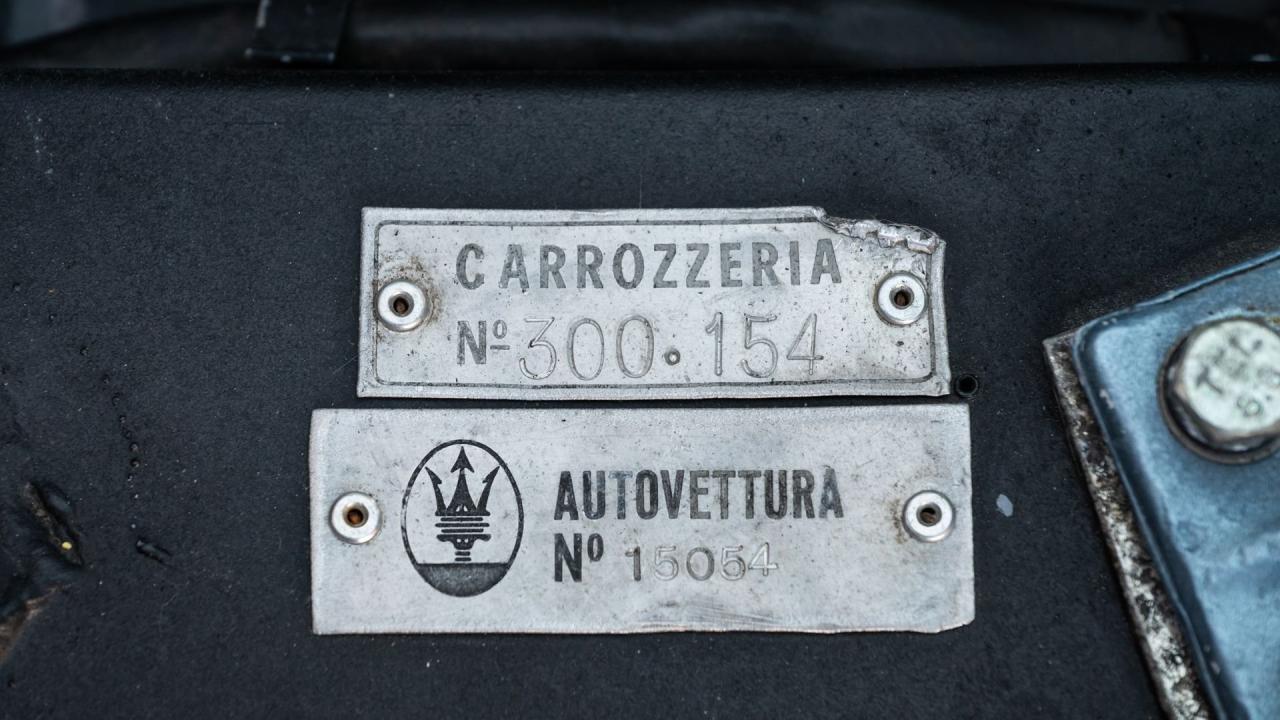 CARROZZERIA
Nº 300·154
AUTOVETTURA
Nº 15054